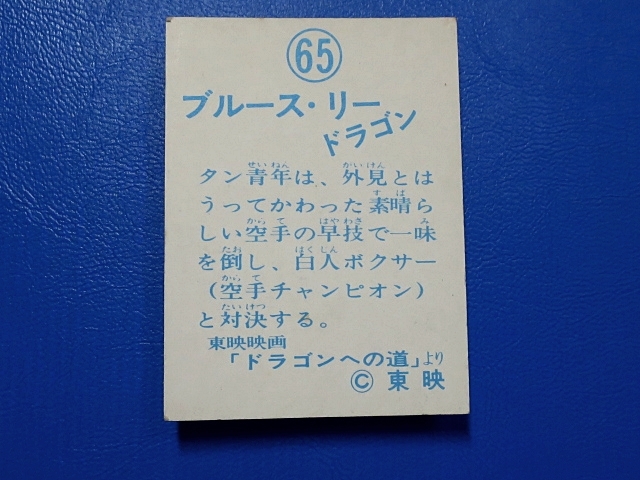 65
ブルース・リー
ドラゴン
タン青年は、外見とは
うってかわった素晴ら
しい空手の早技で一味
を倒し、白人ボクサー
(空手チャンピオン)
と対決する。
東映映画
「ドラゴンへの道」より
©東映